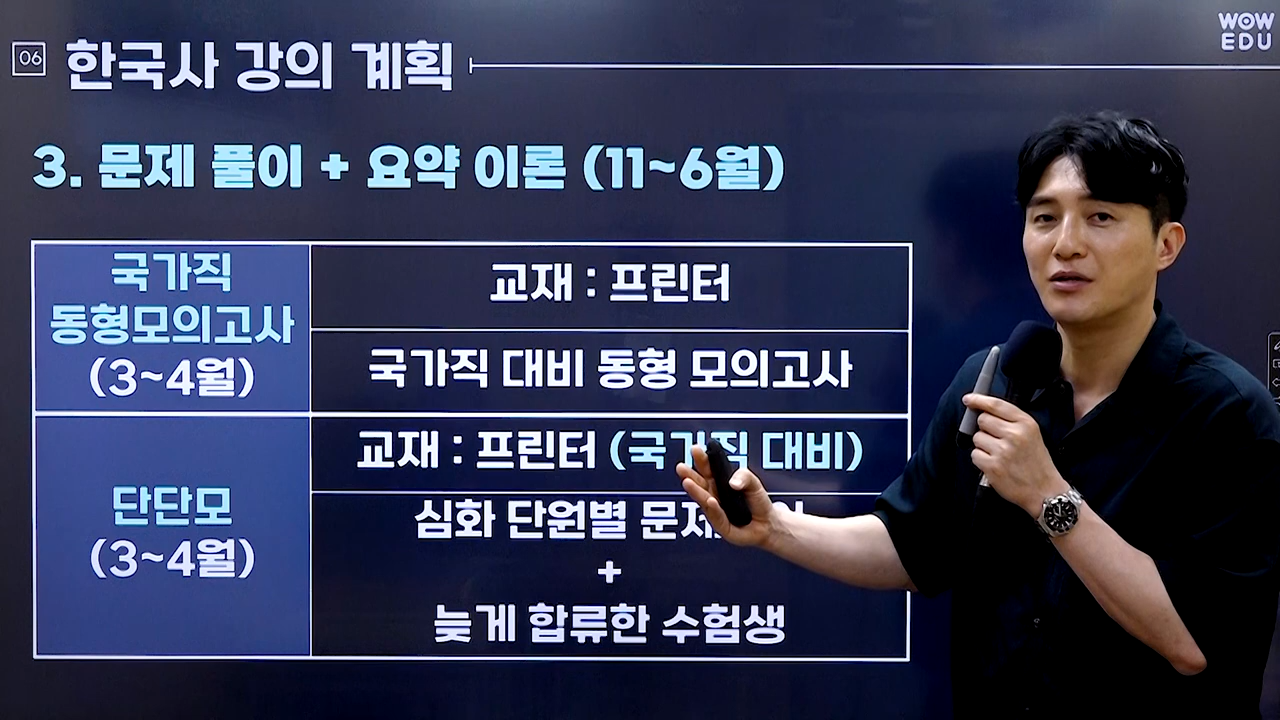 WOW
EDU
06
한국사 강의 계획
3. 문제 풀이 + 요약 이론 (11~6월)
국가직
동형모의고사
(3~4월)
교재 : 프린터
국가직 대비 동형 모의고사
단단모
(3~4월)
교재 : 프린터 (국가직 대비)
심화 단원별 문제
+
늦게 합류한 수험생